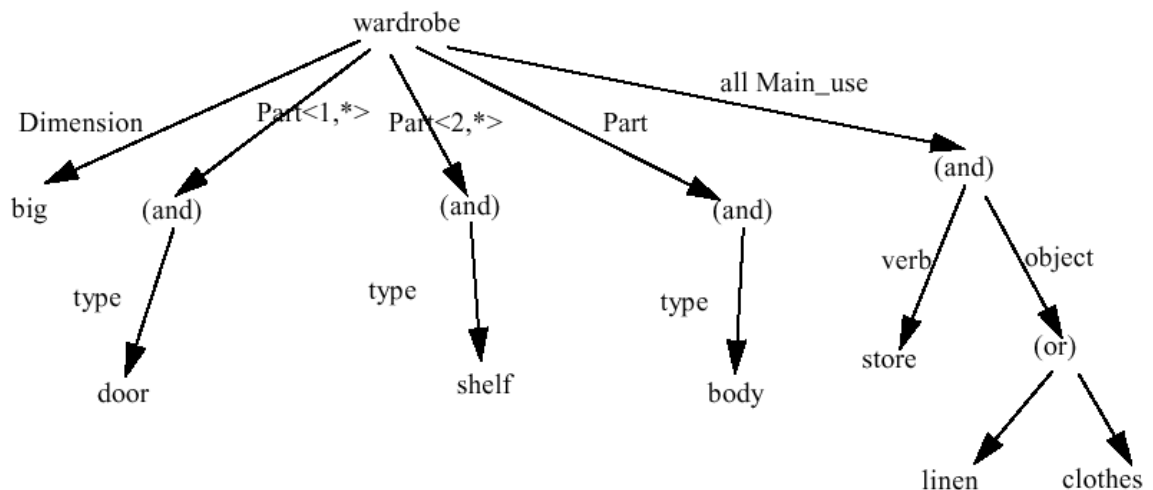 wardrobe
all Main_use
Dimension
Part<1,*>
Part<2,*>
Part
(and)
big
(and)
(and)
(and)
verb
object
type
type
type
store
(or)
door
shelf
body
linen
clothes